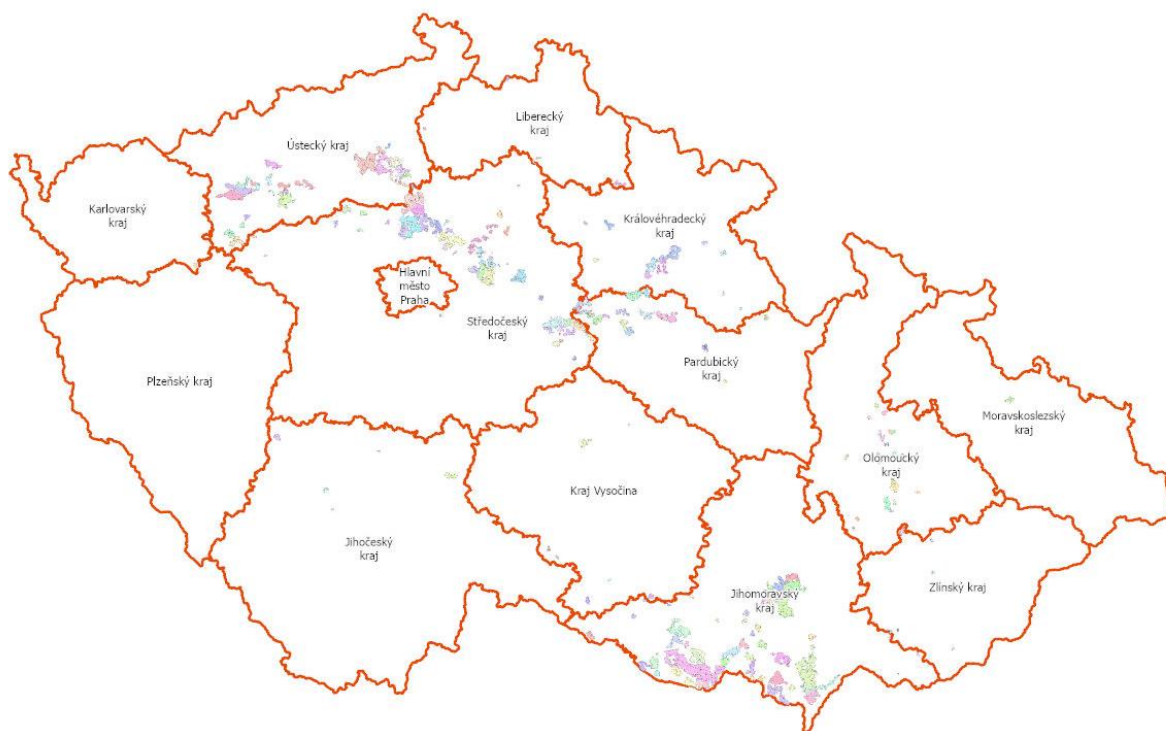 Liberecký
kraj
Ústecký kraj
Karlovarský
kraj
Královéhradecký
kraj
Hlavní
město
Praha
Středočeský
kraj
Pardubický
kraj
Plzeňský kraj
Moravskoslezský
kraj
Olomoucký
kraj
Kraj Vysočina
Jihočeský
kraj
Zlínský kraj
Jihomoravský
kraj